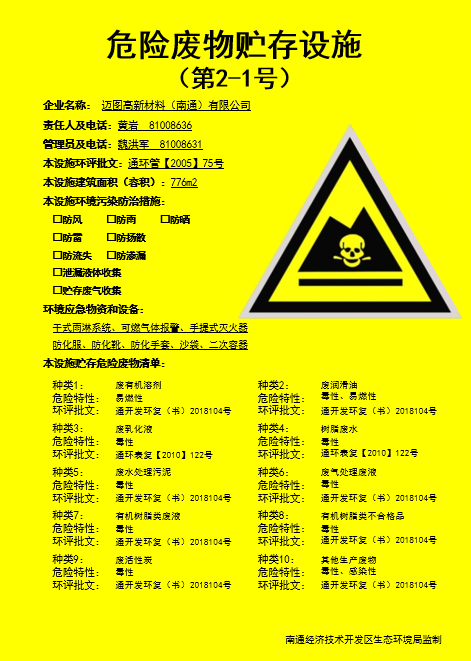 危险废物贮存设施
（第2-1号）
企业名称： 迈图高新材料（南通）有限公司
责任人及电话：黄岩 81008636
管理员及电话：魏洪军 81008631
本设施环评批文：通环管【2005】75号
本设施建筑面积（容积）：776m2
本设施环境污染防治措施：
□防风 □防雨 □防晒
□防雷 □防扬散
□防流失 □防渗漏
□泄漏液体收集
□贮存废气收集
环境应急物资和设备：
干式雨淋系统、可燃气体报警、手提式灭火器
防化服、防化靴、防化手套、沙袋、二次容器
本设施贮存危险废物清单：
种类1： 废有机溶剂
危险特性： 易燃性
环评批文： 通开发环复（书）2018104号
种类2： 废润滑油
危险特性： 毒性、易燃性
环评批文： 通开发环复（书）2018104号
种类3： 废乳化液
危险特性： 毒性
环评批文： 通环表复【2010】122号
种类4： 树脂废水
危险特性： 毒性
环评批文： 通环表复【2010】122号
种类5： 废水处理污泥
危险特性： 毒性
环评批文： 通开发环复（书）2018104号
种类6： 废气处理废液
危险特性： 毒性
环评批文： 通开发环复（书）2018104号
种类7： 有机树脂类废液
危险特性： 毒性
环评批文： 通开发环复（书）2018104号
种类8： 有机树脂类不合格品
危险特性： 毒性
环评批文： 通开发环复（书）2018104号
种类9： 废活性炭
危险特性： 毒性
环评批文： 通开发环复（书）2018104号
种类10： 其他生产废物
危险特性： 毒性、感染性
环评批文： 通开发环复（书）2018104号
南通经济技术开发区生态环境局监制